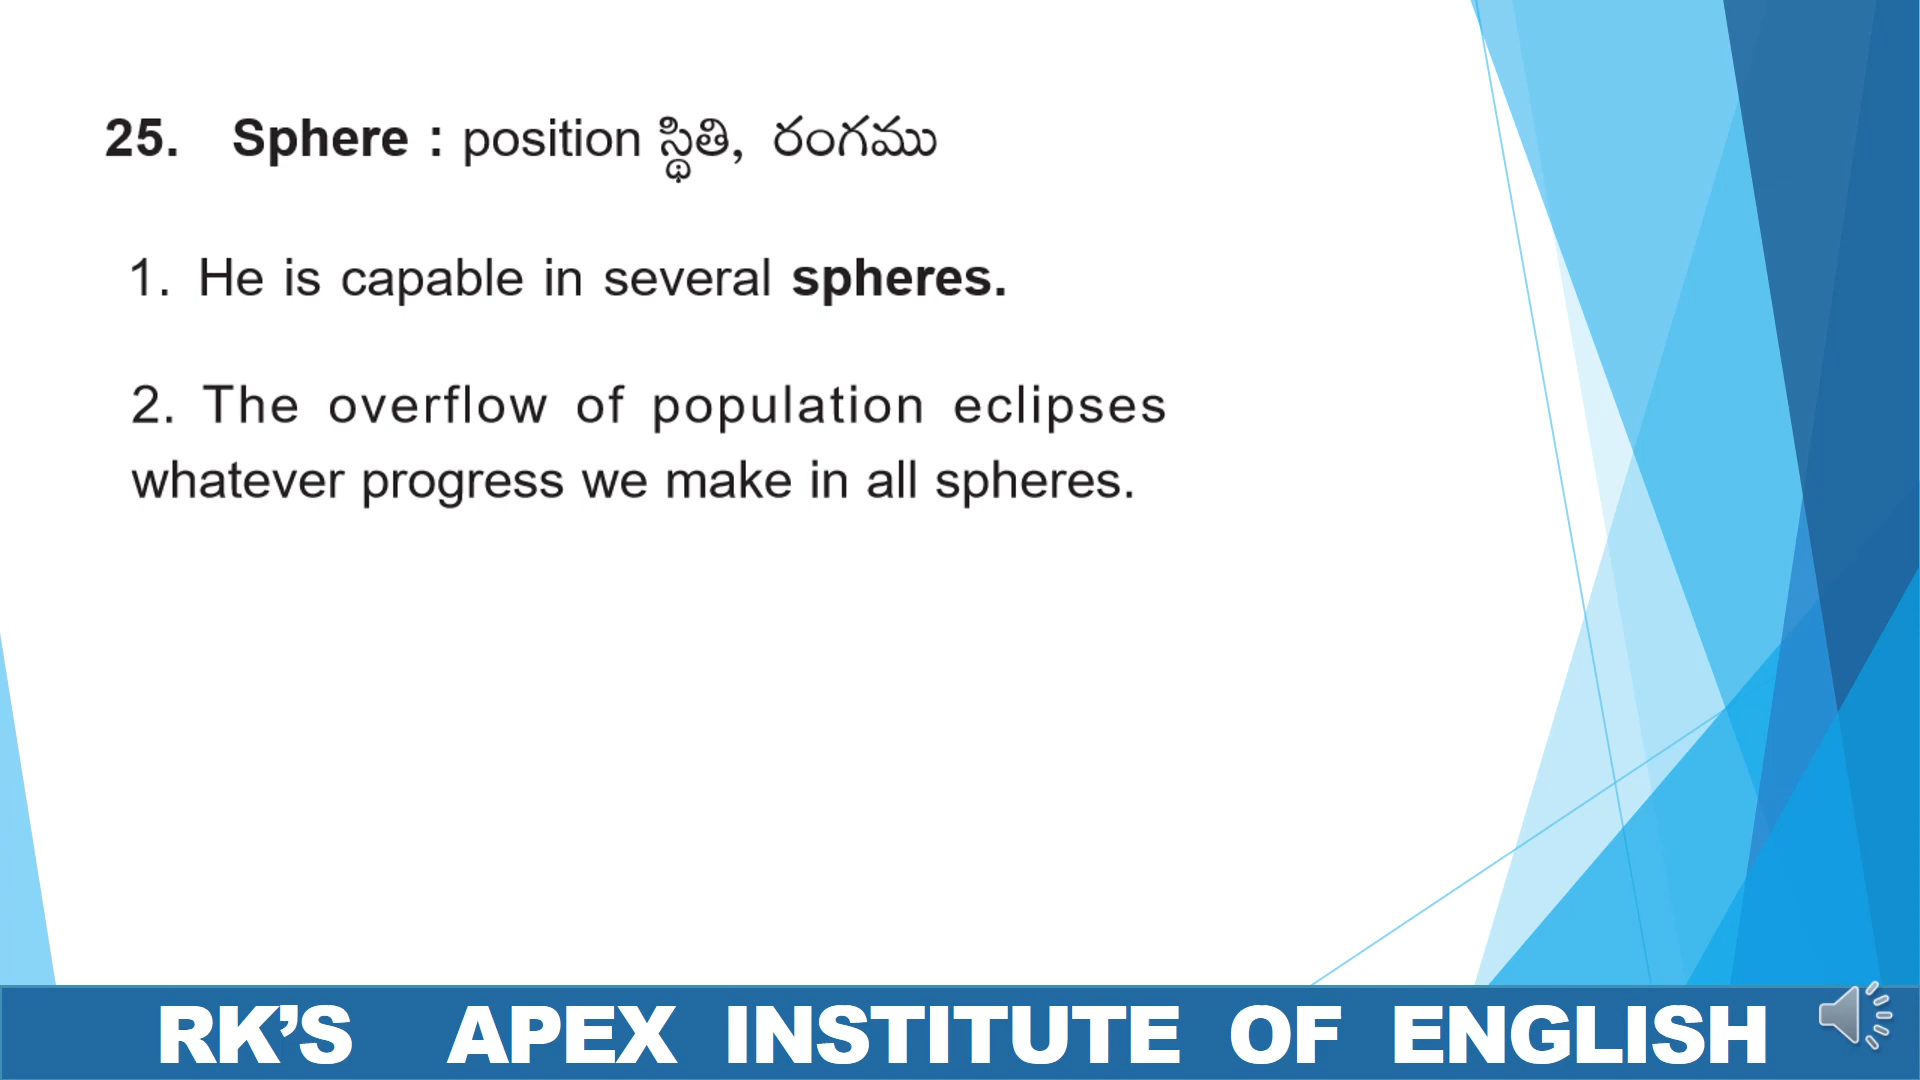 25. Sphere : position స్థితి, రంగము
1. He is capable in several spheres.
2. The overflow of population eclipses
whatever progress we make in all spheres.
RK’S APEX INSTITUTE OF ENGLISH